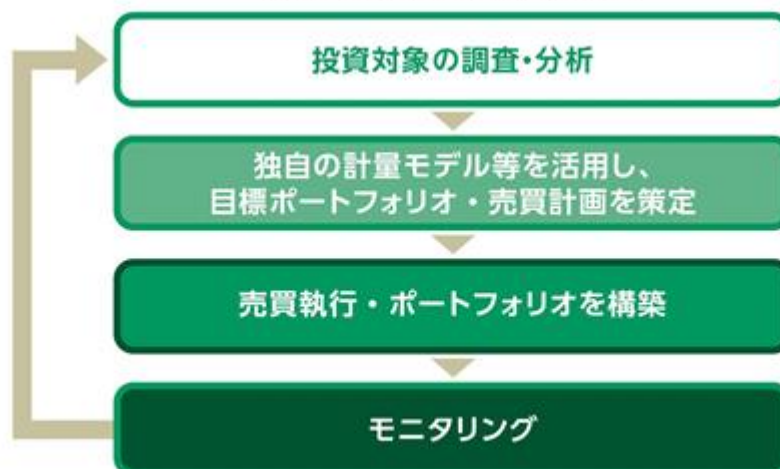 投資対象の調査・分析
独自の計量モデル等を活用し、
目標ポートフォリオ・売買計画を策定
売買執行・ポートフォリオを構築
モニタリング